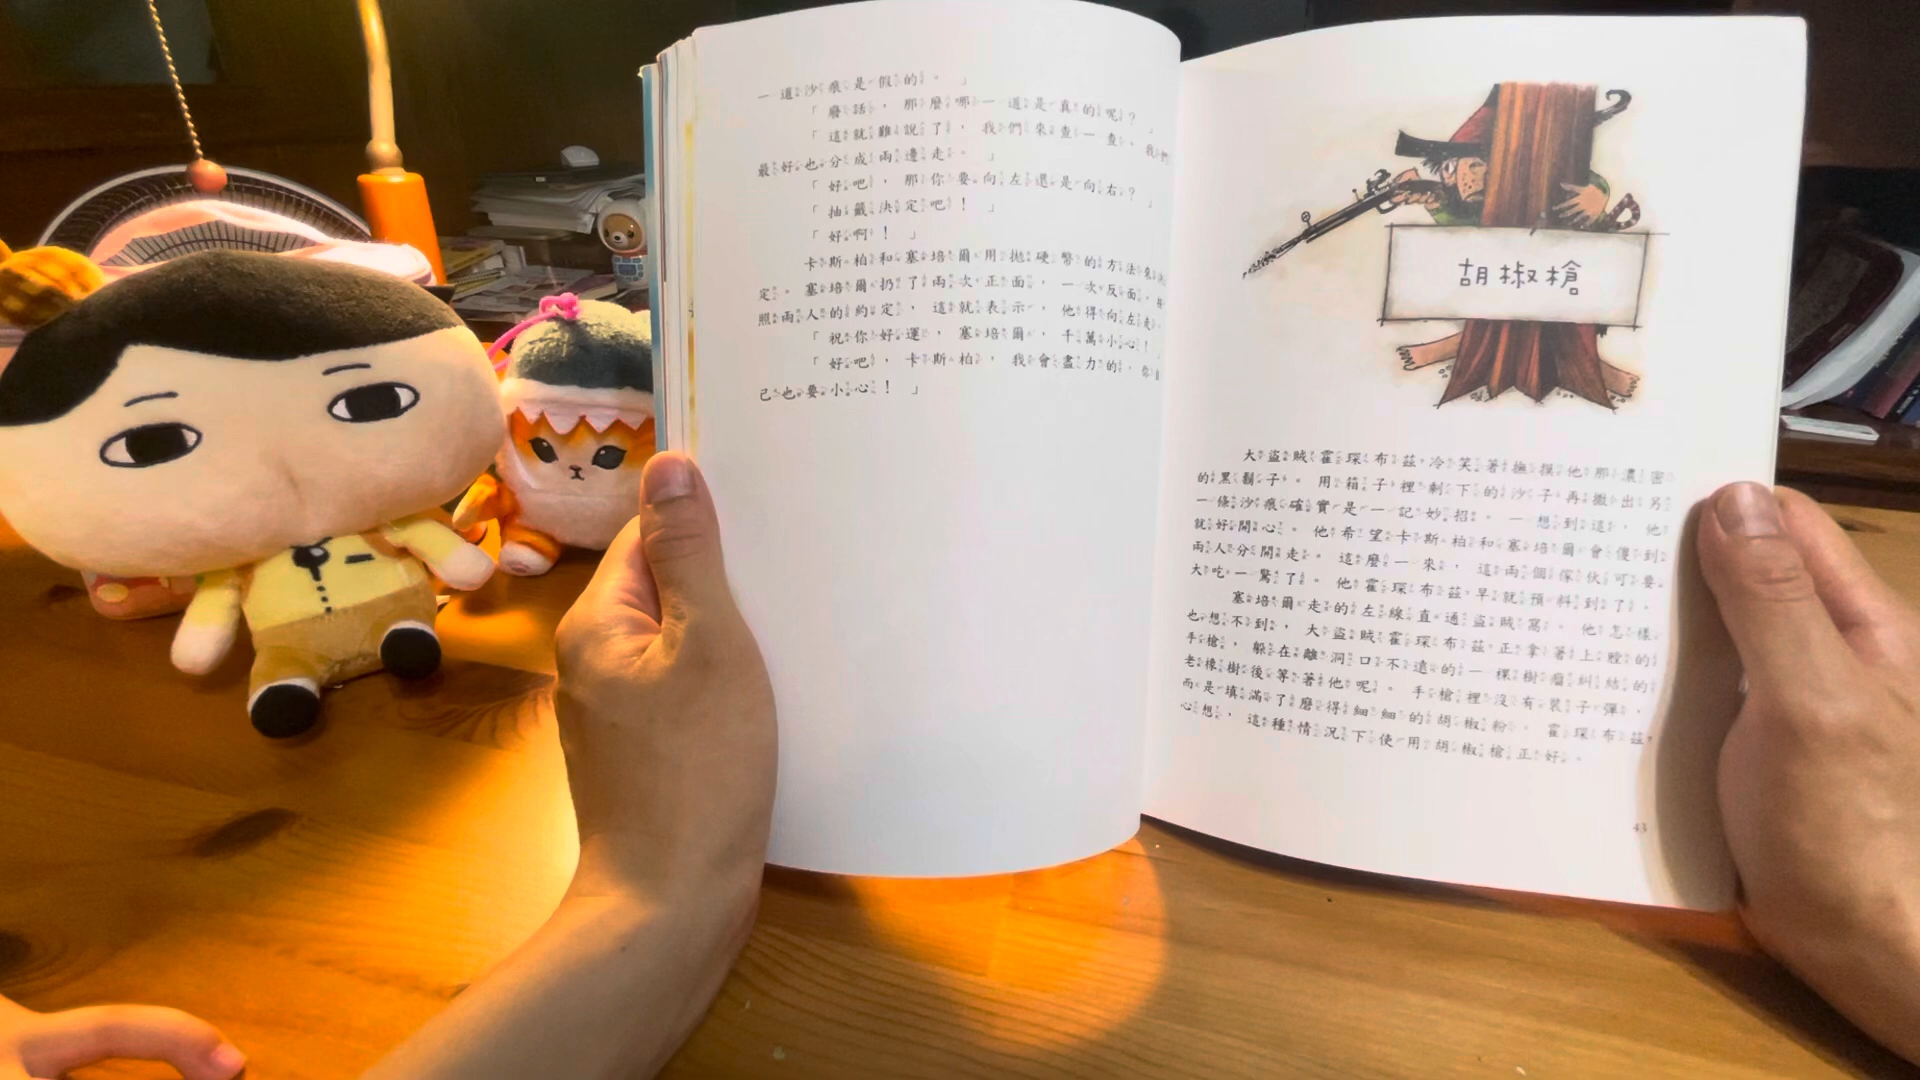 一道沙痕是假的。」
「廢話，那麼哪一道是真的呢？」
「這就難說了，我們來查一查，我們
最好也分成兩邊走。」
「好吧，那你要向左還是向右？」
「抽籤決定吧！」
「好啊！」
卡斯柏和塞培爾用拋硬幣的方法來決
定。塞培爾扔了兩次正面，一次反面，按
照兩人的約定，這就表示，他得向左走。
「祝你好運，塞培爾，千萬小心！」
「好吧，卡斯柏，我會盡力的，你自
己也要小心！」
胡椒槍
大盜賊霍琛布茲冷笑著撫摸他那濃密
的黑鬍子。用箱子裡剩下的沙子再撒出另
一條沙痕確實是一記妙招。一想到這，他
就好開心。他希望卡斯柏和塞培爾會傻到
兩人分開走。這麼一來，這兩個傢伙可要
大吃一驚了。他霍琛布茲早就預料到了。
塞培爾走的左線直通盜賊窩。他怎樣
也想不到，大盜賊霍琛布茲正拿著上膛的
手槍，躲在離洞口不遠的一棵樹瘤糾結的
老橡樹後等著他呢。手槍裡沒有裝子彈，
而是填滿了磨得細細的胡椒粉。霍琛布茲
心想，這種情況下使用胡椒槍正好。
43